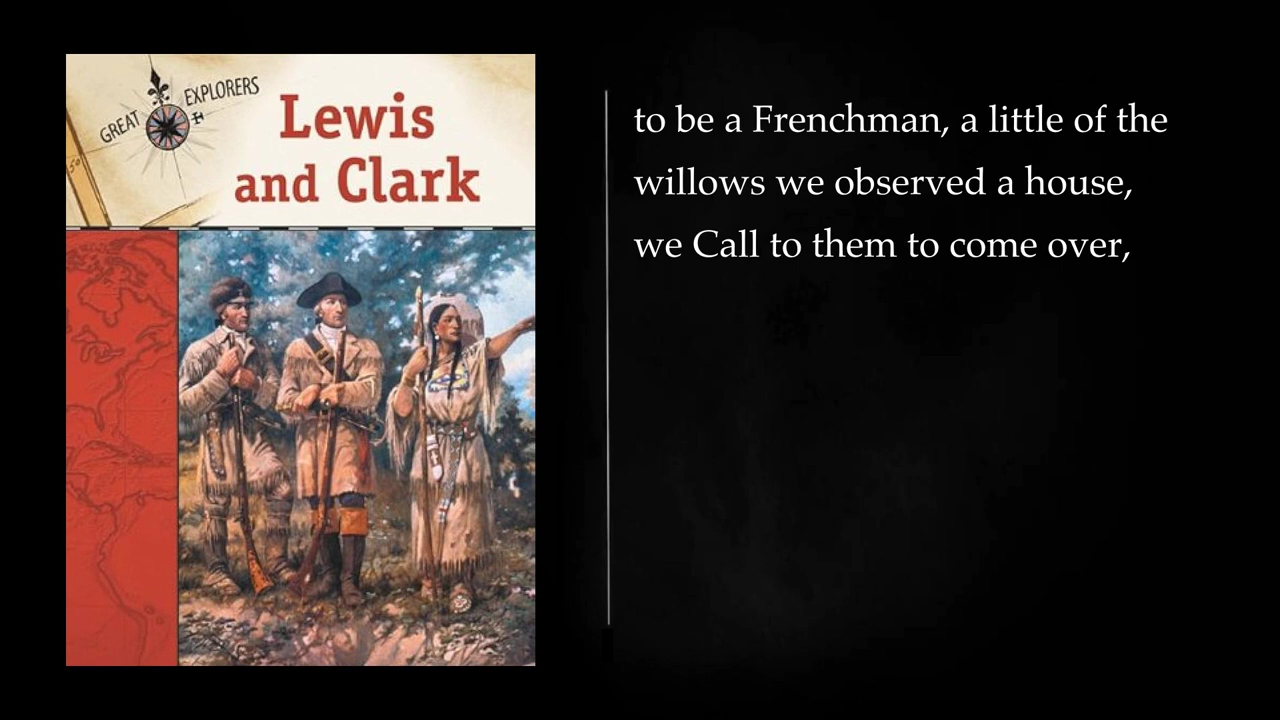 GREAT EXPLORERS
Lewis
and Clark
50
to be a Frenchman, a little of the
willows we observed a house,
we Call to them to come over,